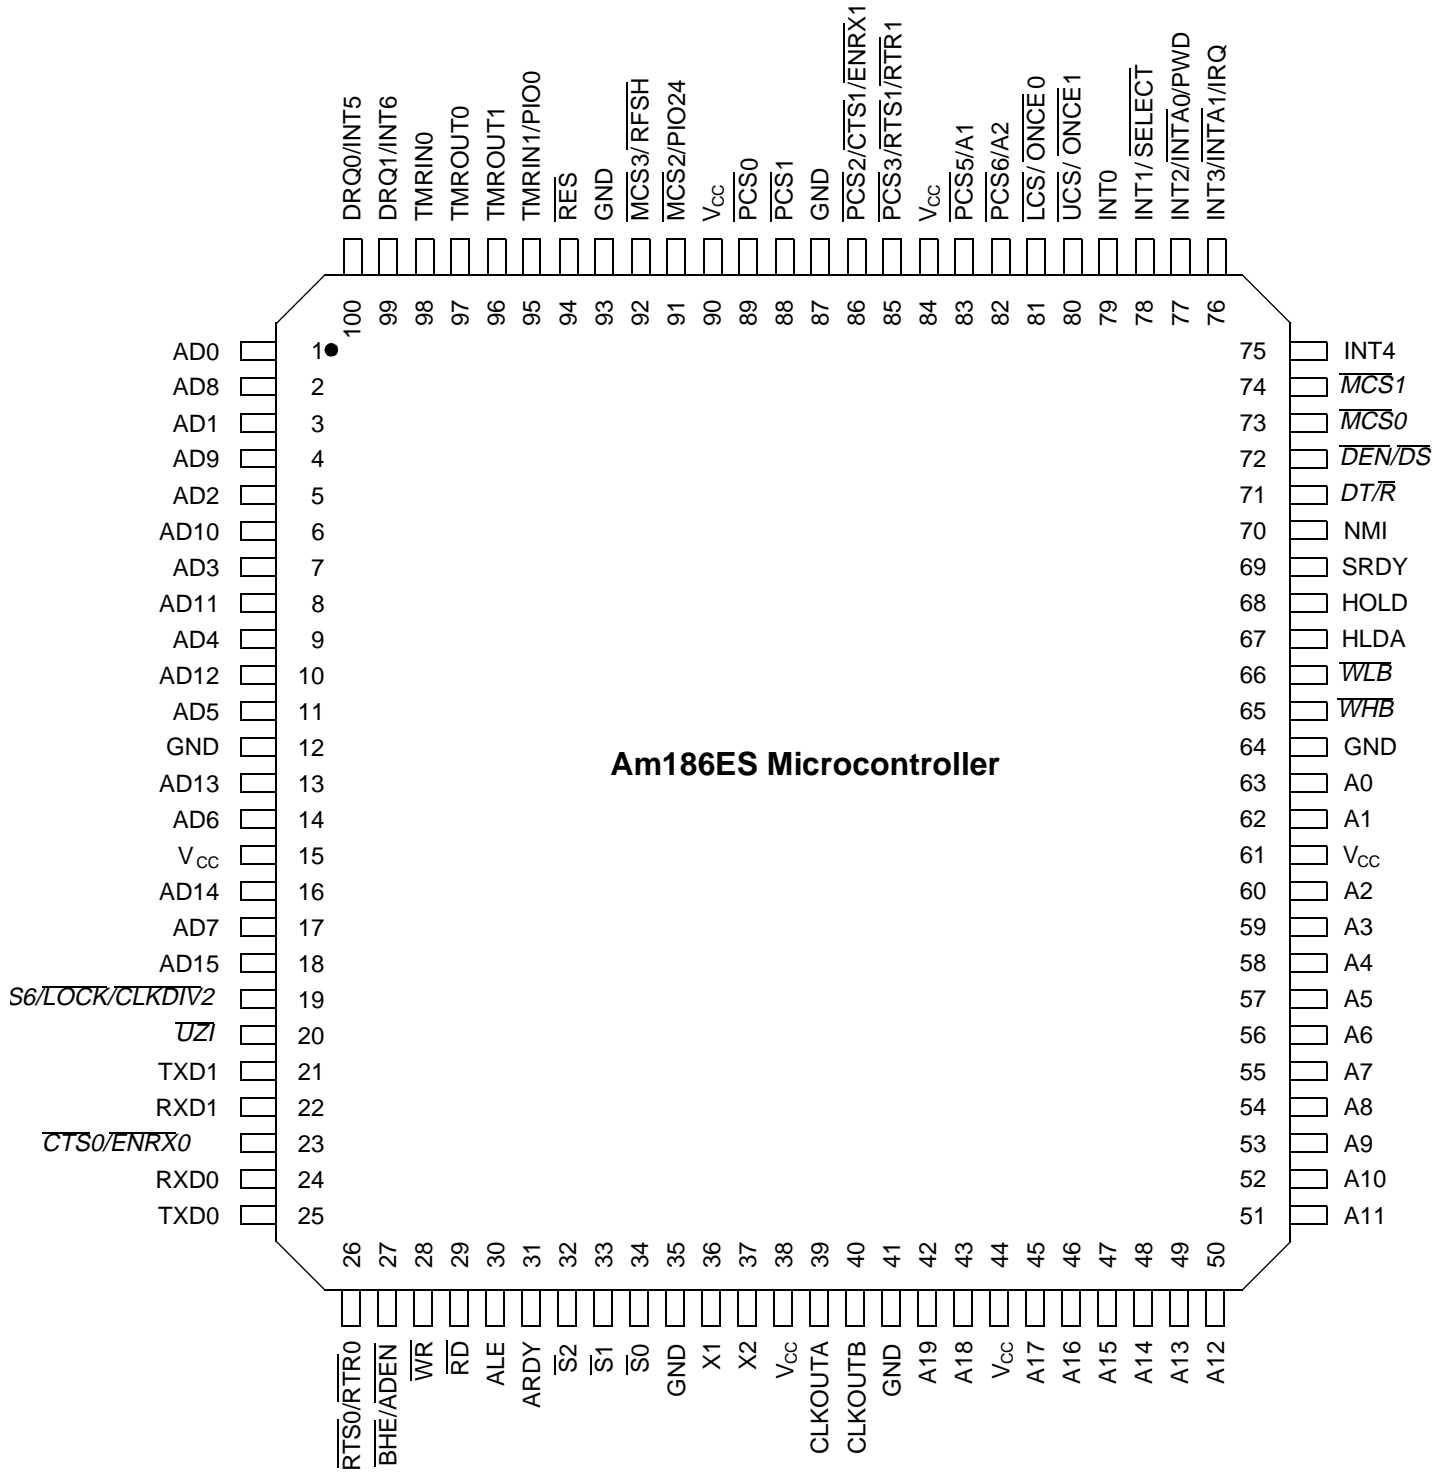 DRQ0/INT5
DRQ1/INT6
TMRIN0
TMROUT0
TMROUT1
TMRIN1/PIO0
RES
GND
MCS3/RFSH
MCS2/PIO24
VCC
PCS0
PCS1
GND
PCS2/CTS1/ENRX1
PCS3/RTS1/RTR1
VCC
PCS5/A1
PCS6/A2
LCS/ONCE0
UCS/ONCE1
INT0
INT1/SELECT
INT2/INTA0/PWD
INT3/INTA1/IRQ
100
99
98
97
96
95
94
93
92
91
90
89
88
87
86
85
84
83
82
81
80
79
78
77
76
AD0 1 75 INT4
AD8 2 74 MCS1
AD1 3 73 MCS0
AD9 4 72 DEN/DS
AD2 5 71 DT/R
AD10 6 70 NMI
AD3 7 69 SRDY
AD11 8 68 HOLD
AD4 9 67 HLDA
AD12 10 66 WLB
AD5 11 65 WHB
GND 12 64 GND
Am186ES Microcontroller
AD13 13 63 A0
AD6 14 62 A1
VCC 15 61 VCC
AD14 16 60 A2
AD7 17 59 A3
AD15 18 58 A4
S6/LOCK/CLKDIV2 19 57 A5
UZI 20 56 A6
TXD1 21 55 A7
RXD1 22 54 A8
CTS0/ENRX0 23 53 A9
RXD0 24 52 A10
TXD0 25 51 A11
26
27
28
29
30
31
32
33
34
35
36
37
38
39
40
41
42
43
44
45
46
47
48
49
50
RTS0/RTR0
BHE/ADEN
WR
RD
ALE
ARDY
S2
S1
S0
GND
X1
X2
VCC
CLKOUTA
CLKOUTB
GND
A19
A18
VCC
A17
A16
A15
A14
A13
A12